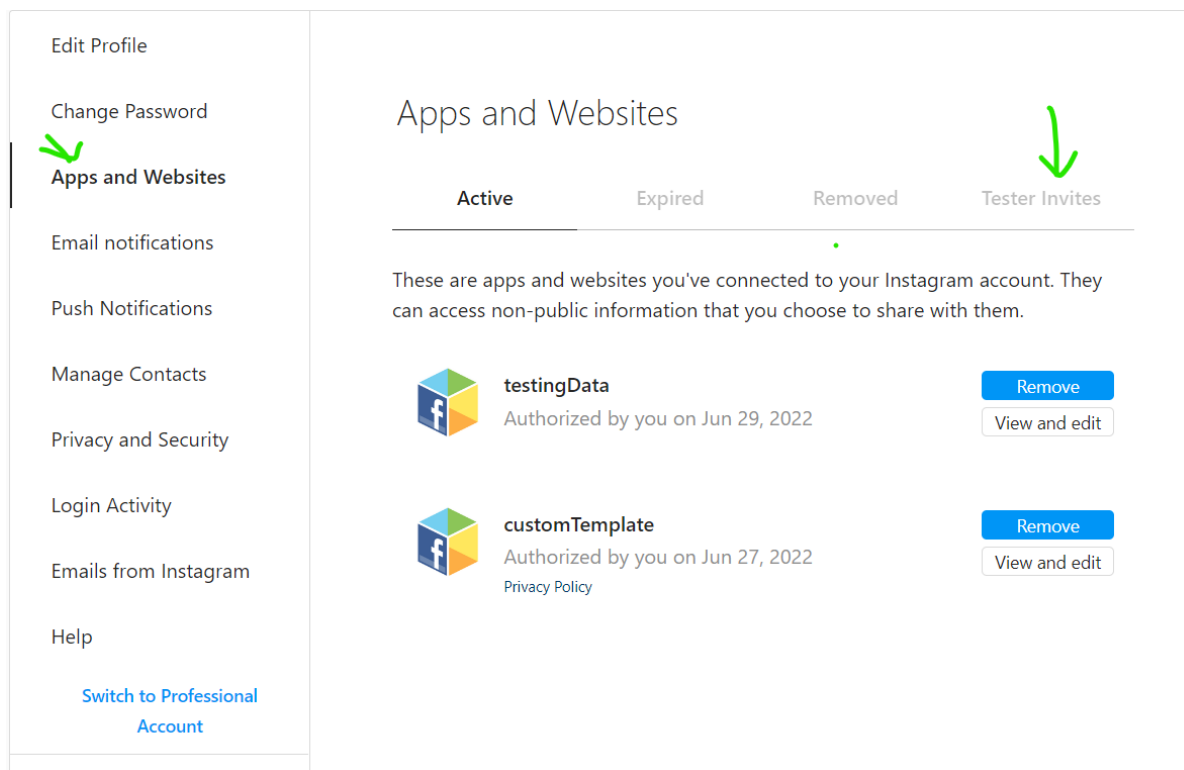 Edit Profile
Change Password
Apps and Websites
Email notifications
Push Notifications
Manage Contacts
Privacy and Security
Login Activity
Emails from Instagram
Help
Switch to Professional
Account
Apps and Websites
Active Expired Removed Tester Invites
These are apps and websites you've connected to your Instagram account. They
can access non-public information that you choose to share with them.
testingData
Authorized by you on Jun 29, 2022
Remove
View and edit
customTemplate
Authorized by you on Jun 27, 2022
Privacy Policy
Remove
View and edit